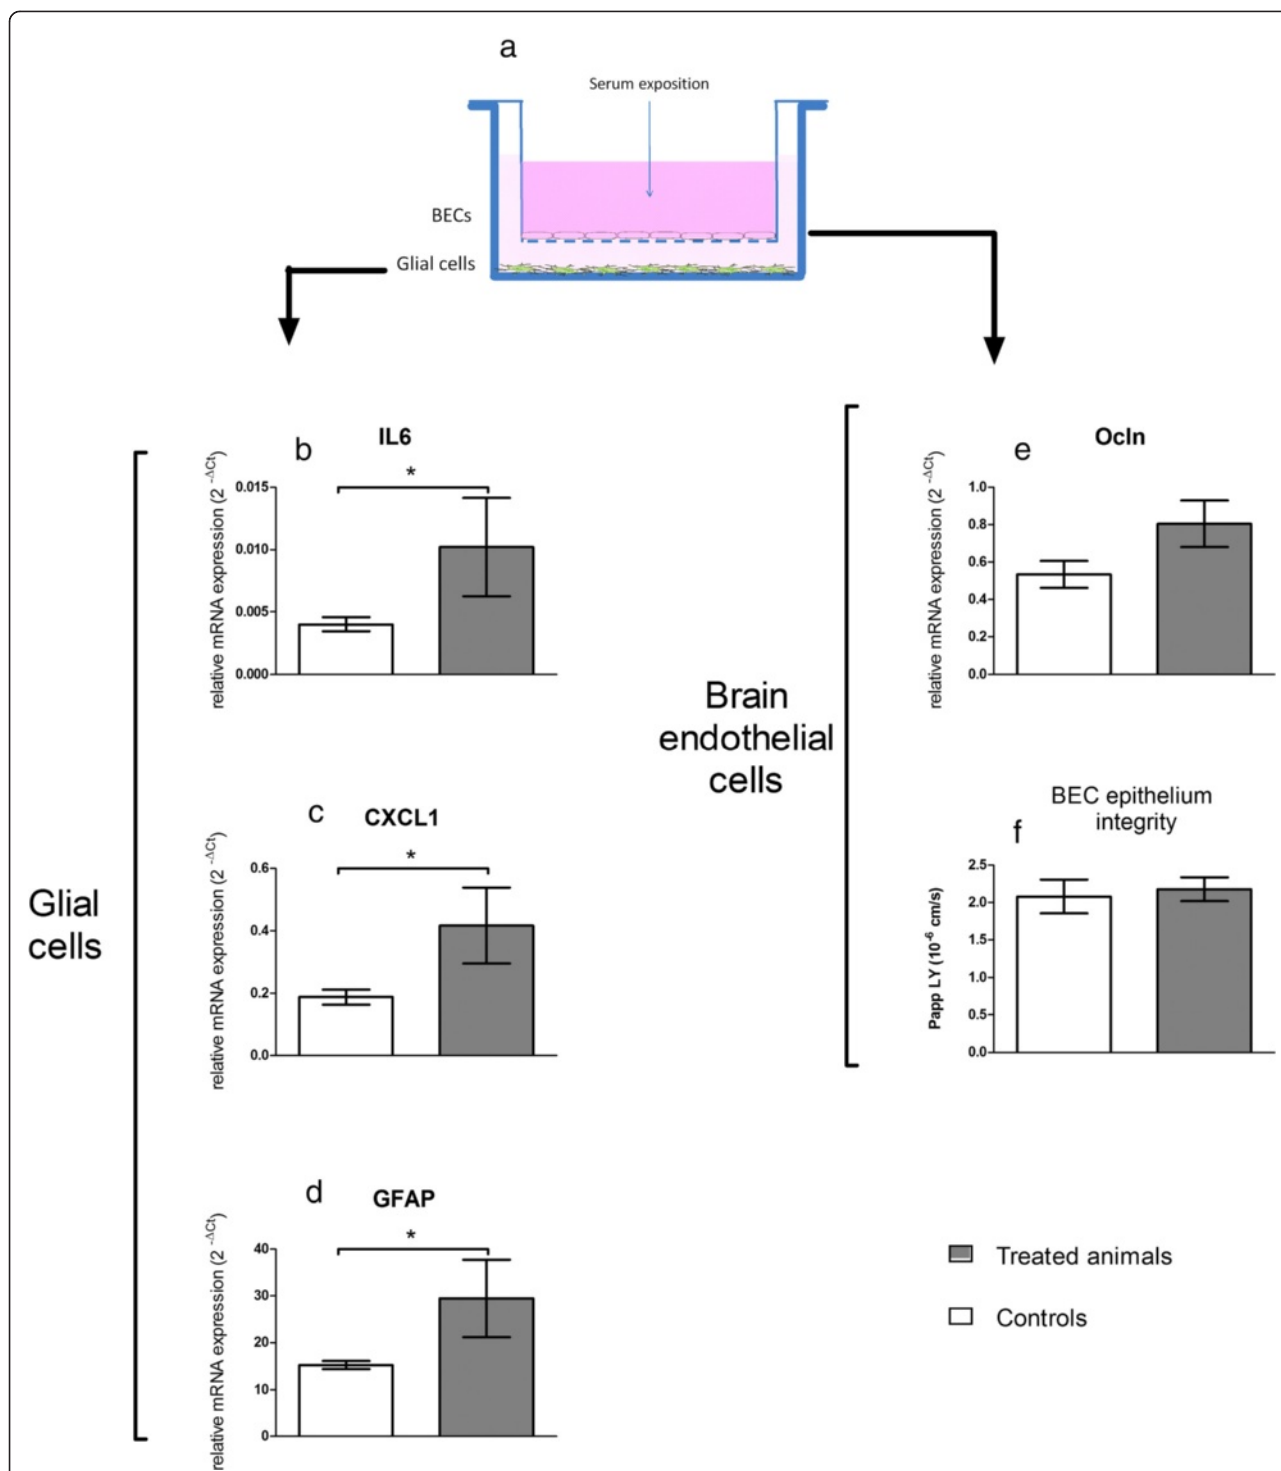 a
Serum exposition
BECs
Glial cells
b
IL6
*
relative mRNA expression (2 -ΔCt)
0.015
0.010
0.005
0.000
c
CXCL1
*
relative mRNA expression (2 -ΔCt)
0.6
0.4
0.2
0.0
d
GFAP
*
relative mRNA expression (2 -ΔCt)
40
30
20
10
0
Glial
cells
Brain
endothelial
cells
e
Ocln
relative mRNA expression (2 -ΔCt)
1.0
0.8
0.6
0.4
0.2
0.0
f
BEC epithelium
integrity
Papp LY (10-6 cm/s)
2.5
2.0
1.5
1.0
0.5
0.0
Treated animals
Controls